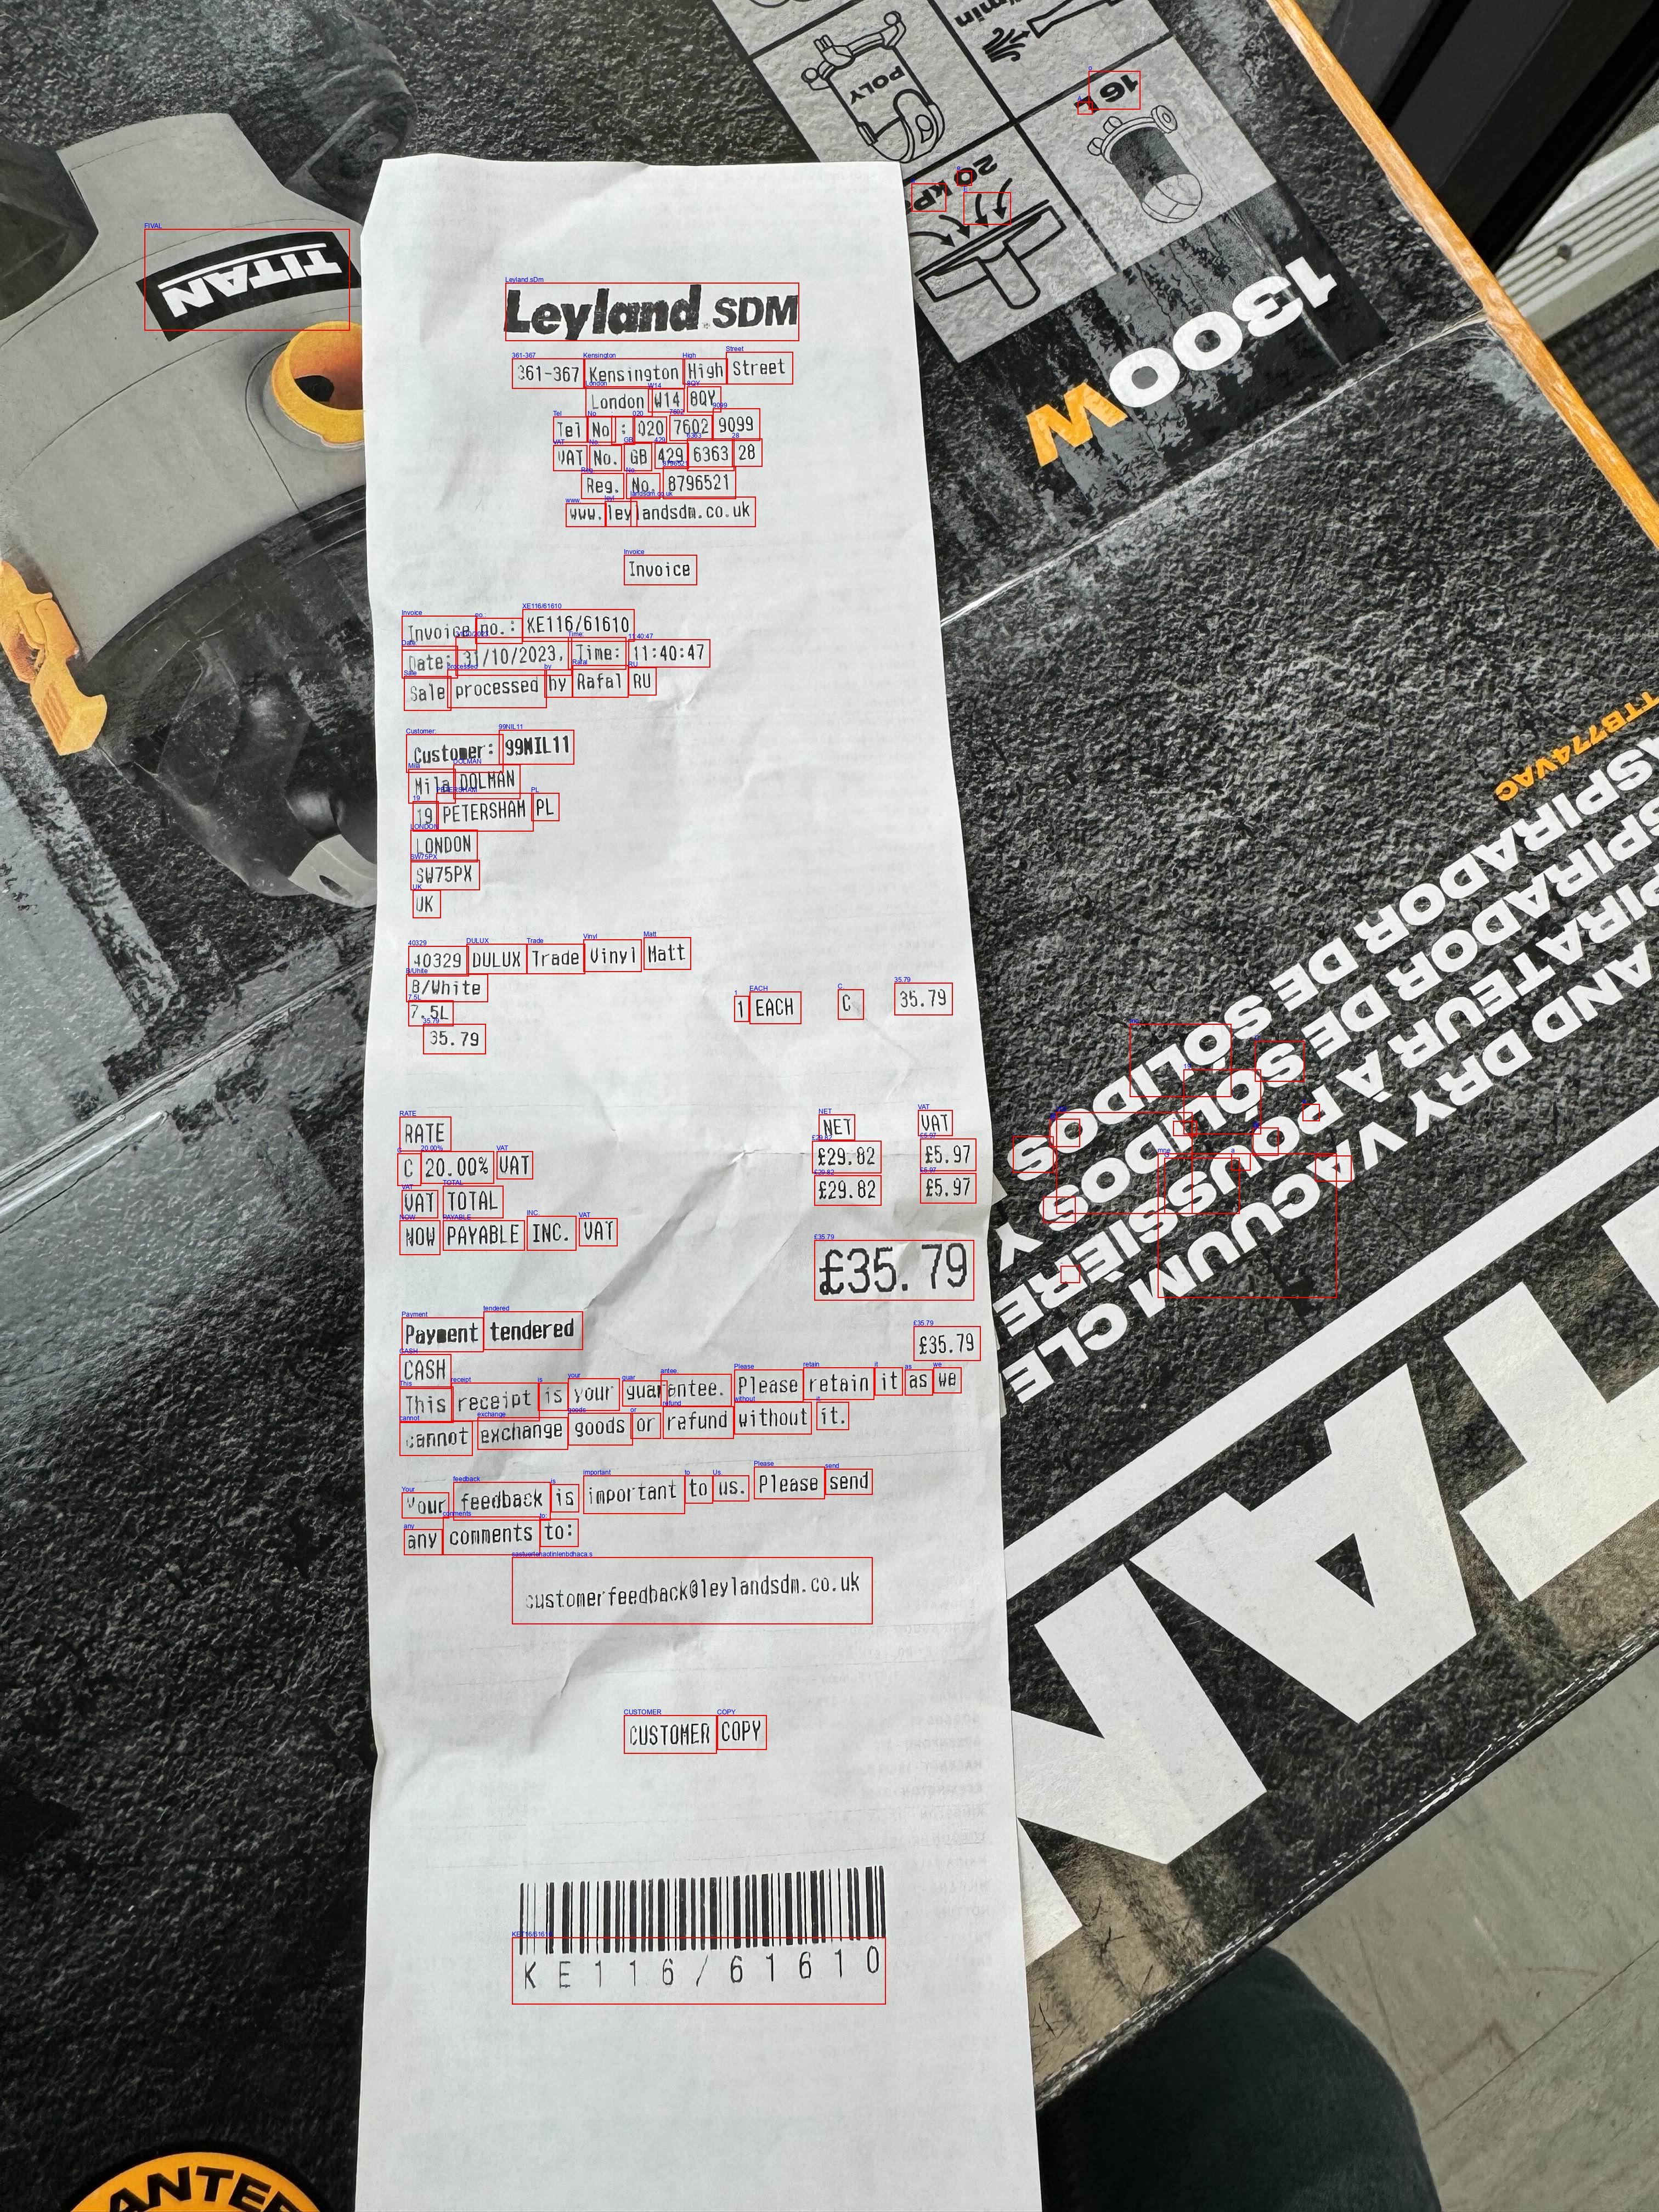 Leyland SDM
361-367 Kensington High Street
London W14 8QY
Tel No : 020 7602 9099
VAT No. GB 429 6363 28
Reg. No. 8796521
www.leylandsdm.co.uk
Invoice
Invoice no.: KE116/61610
Date: 31/10/2023, Time: 11:40:47
Sale processed by Rafal RU
Customer: 99MIL11
Mila DOLMAN
19 PETERSHAM PL
LONDON
SW75PX
UK
40329 DULUX Trade Vinyl Matt
B/White
7.5L 1 EACH C 35.79
35.79
RATE NET VAT
C 20.00% VAT £29.82 £5.97
VAT TOTAL £29.82 £5.97
NOW PAYABLE INC. VAT £35.79
Payment tendered
CASH £35.79
This receipt is your guarantee. Please retain it as we
cannot exchange goods or refund without it.
Your feedback is important to us. Please send
any comments to:
customerfeedback@leylandsdm.co.uk
CUSTOMER COPY
KE116/61610
TITAN
POLY
16 L
20 kP
1300W
TTB774VAC
ASPIRADOR DE
SÓLIDOS
ASPIRADOR DE SÓLIDOS Y
ASPIRATEUR À POUSSIÈRE
AND DRY VACUUM CLE